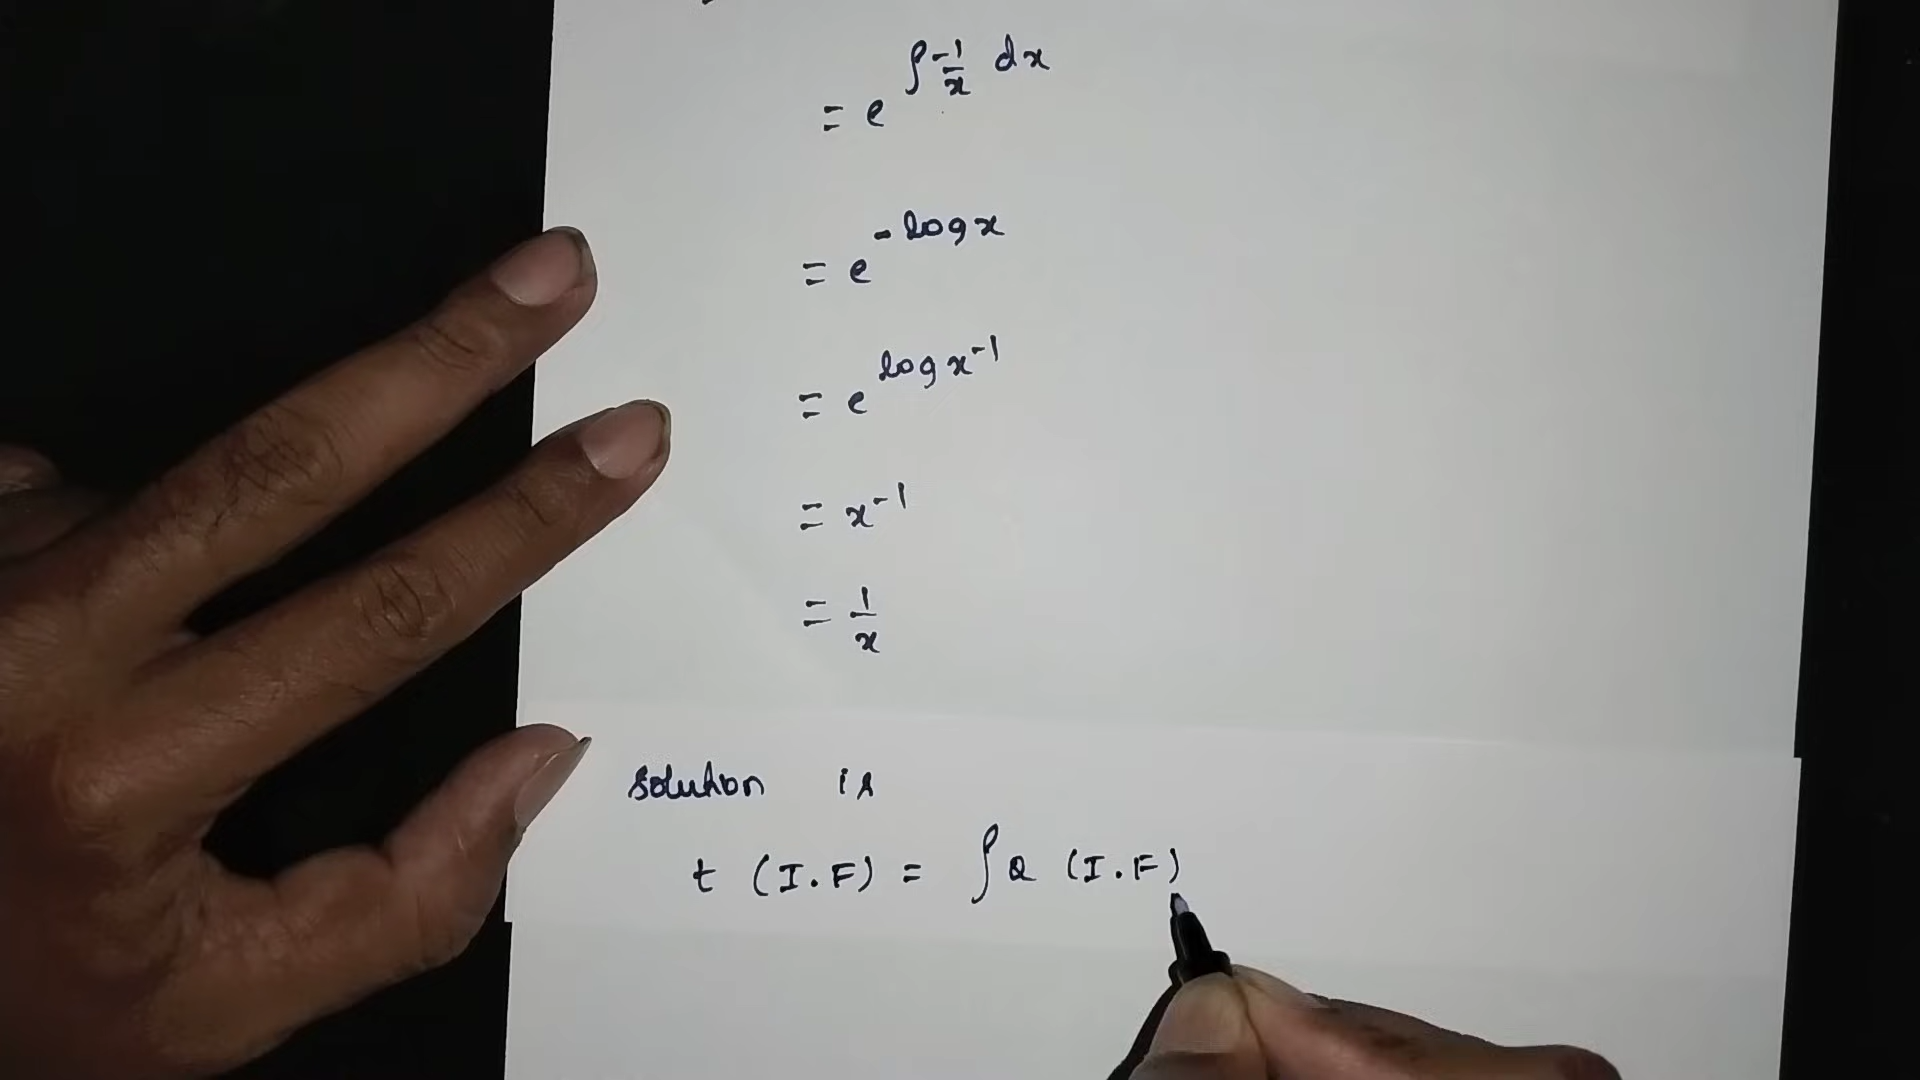 = e^{∫ -1/x dx}
= e^{-log x}
= e^{log x^{-1}}
= x^{-1}
= 1/x
solution is
t (I.F) = ∫ Q (I.F)